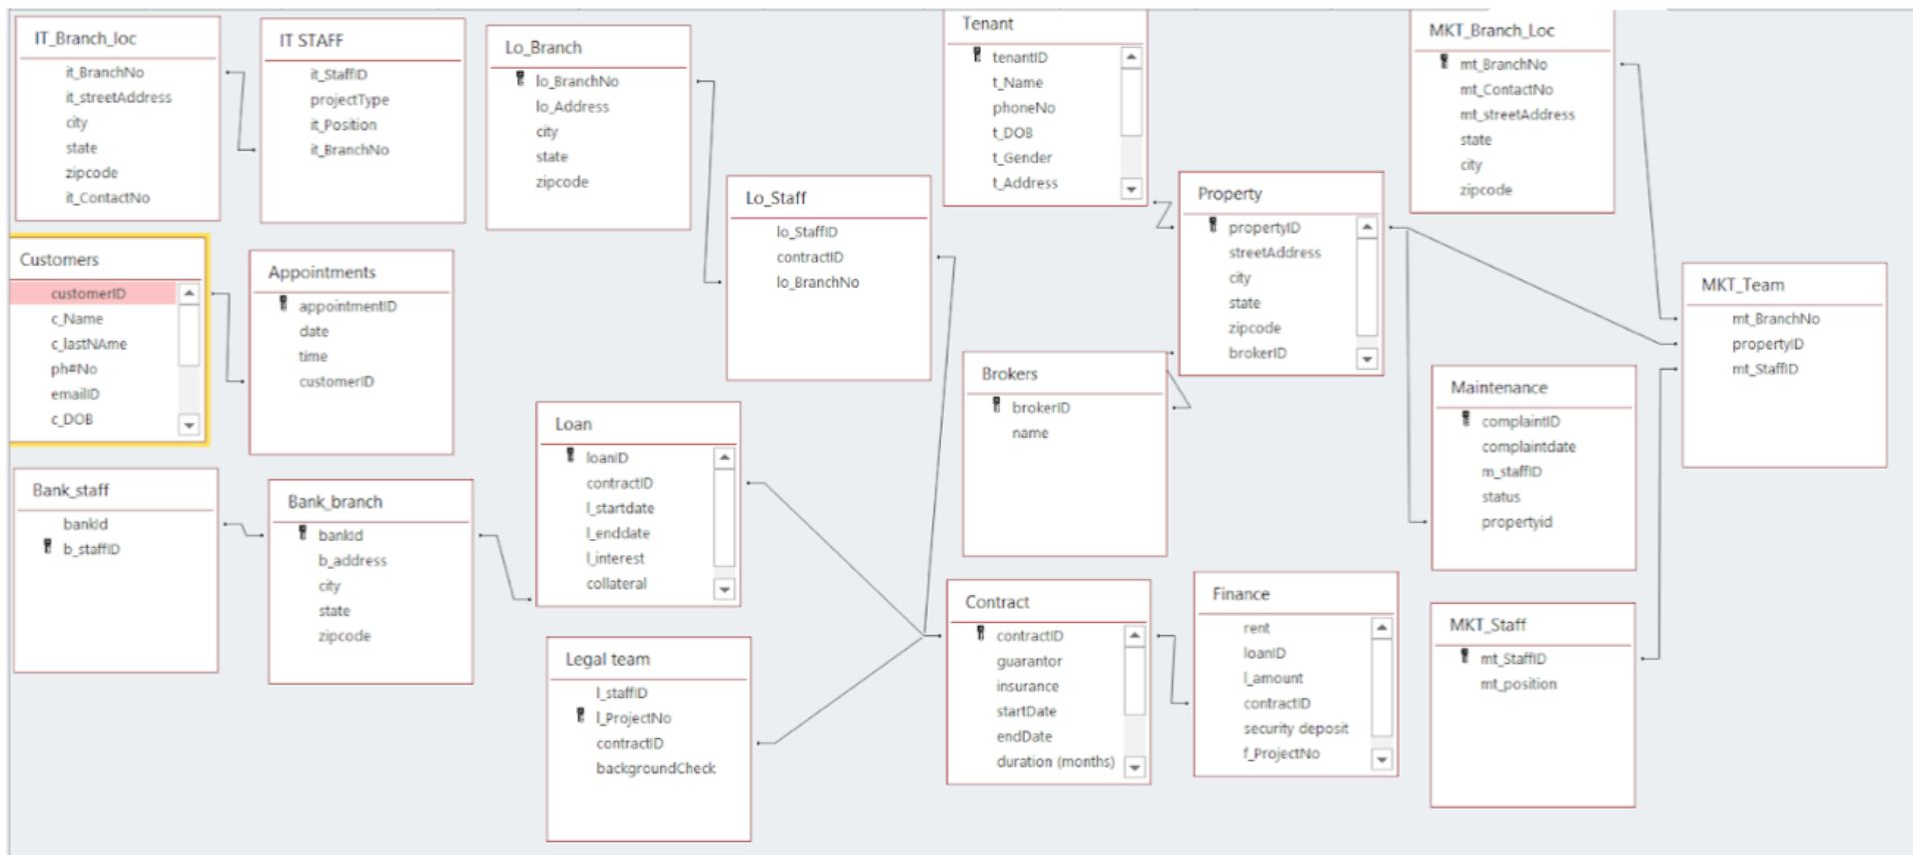 IT_Branch_loc
it_BranchNo
it_streetAddress
city
state
zipcode
it_ContactNo
IT STAFF
it_StaffID
projectType
it_Position
it_BranchNo
Lo_Branch
lo_BranchNo
lo_Address
city
state
zipcode
Tenant
tenantID
t_Name
phoneNo
t_DOB
t_Gender
t_Address
MKT_Branch_Loc
mt_BranchNo
mt_ContactNo
mt_streetAddress
state
city
zipcode
Lo_Staff
lo_StaffID
contractID
lo_BranchNo
Property
propertyID
streetAddress
city
state
zipcode
brokerID
Customers
customerID
c_Name
c_lastNAme
ph#No
emailID
c_DOB
Appointments
appointmentID
date
time
customerID
MKT_Team
mt_BranchNo
propertyID
mt_StaffID
Brokers
brokerID
name
Maintenance
complaintID
complaintdate
m_staffID
status
propertyid
Loan
loanID
contractID
l_startdate
l_enddate
l_interest
collateral
Bank_staff
bankId
b_staffID
Bank_branch
bankId
b_address
city
state
zipcode
Contract
contractID
guarantor
insurance
startDate
endDate
duration (months)
Finance
rent
loanID
l_amount
contractID
security deposit
f_ProjectNo
MKT_Staff
mt_StaffID
mt_position
Legal team
l_staffID
l_ProjectNo
contractID
backgroundCheck